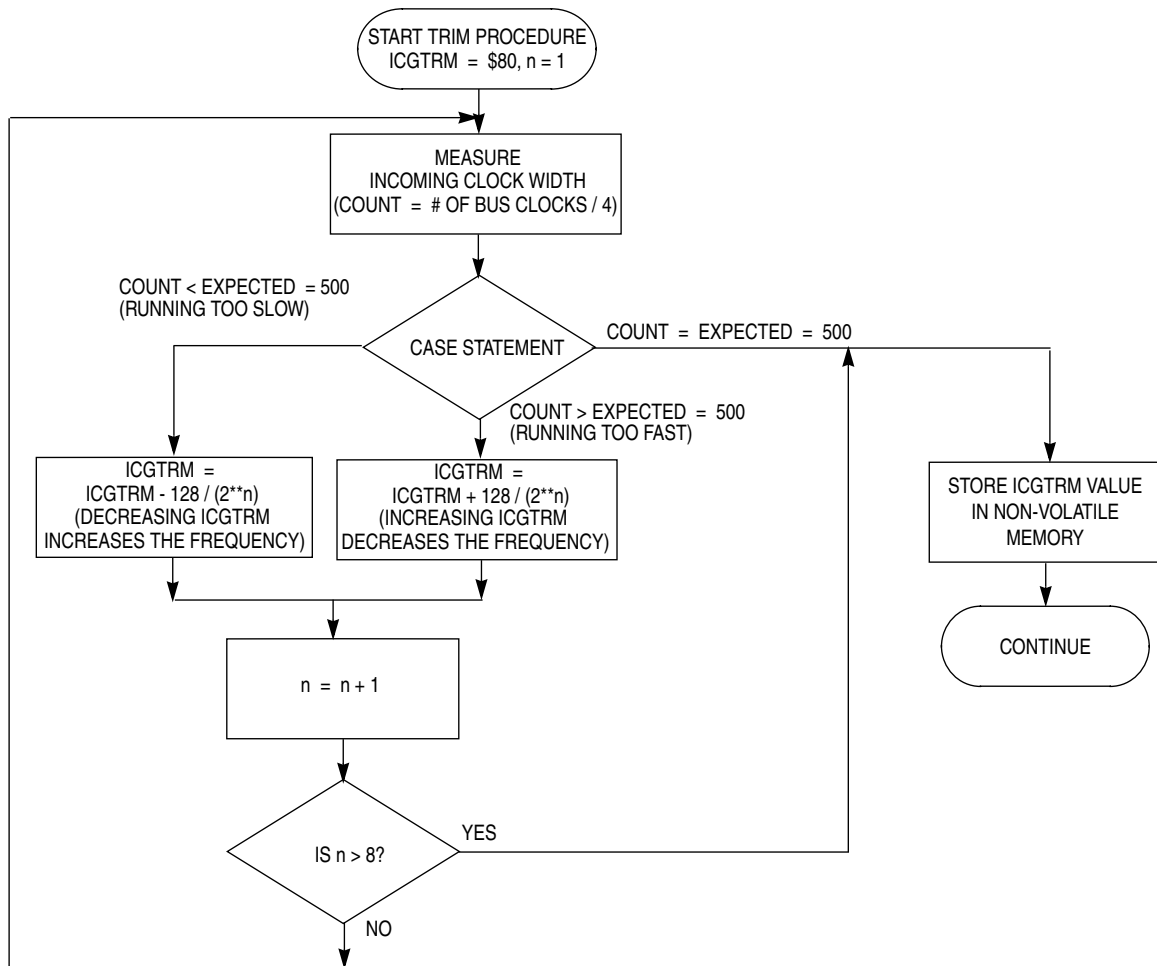 START TRIM PROCEDURE
ICGTRM = $80, n = 1
MEASURE
INCOMING CLOCK WIDTH
(COUNT = # OF BUS CLOCKS / 4)
COUNT < EXPECTED = 500
(RUNNING TOO SLOW)
CASE STATEMENT
COUNT = EXPECTED = 500
COUNT > EXPECTED = 500
(RUNNING TOO FAST)
ICGTRM =
ICGTRM - 128 / (2**n)
(DECREASING ICGTRM
INCREASES THE FREQUENCY)
ICGTRM =
ICGTRM + 128 / (2**n)
(INCREASING ICGTRM
DECREASES THE FREQUENCY)
STORE ICGTRM VALUE
IN NON-VOLATILE
MEMORY
CONTINUE
n = n + 1
IS n > 8?
YES
NO